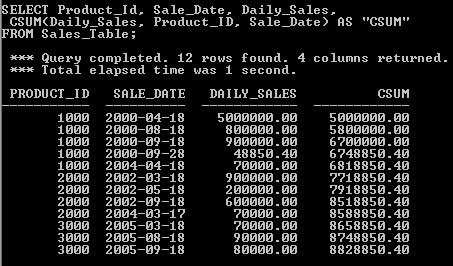 SELECT Product_Id, Sale_Date, Daily_Sales,
CSUM(Daily_Sales, Product_ID, Sale_Date) AS "CSUM"
FROM Sales_Table;
*** Query completed. 12 rows found. 4 columns returned.
*** Total elapsed time was 1 second.
PRODUCT_ID SALE_DATE DAILY_SALES CSUM
----------- ---------- ----------- -----------
1000 2000-04-18 5000000.00 5000000.00
1000 2000-08-18 800000.00 5800000.00
1000 2000-09-18 900000.00 6700000.00
1000 2000-09-28 48850.40 6748850.40
1000 2004-04-18 70000.00 6818850.40
2000 2002-03-18 900000.00 7718850.40
2000 2002-05-18 200000.00 7918850.40
2000 2002-09-18 600000.00 8518850.40
2000 2004-03-17 70000.00 8588850.40
3000 2005-03-18 70000.00 8658850.40
3000 2005-08-18 90000.00 8748850.40
3000 2005-09-18 80000.00 8828850.40